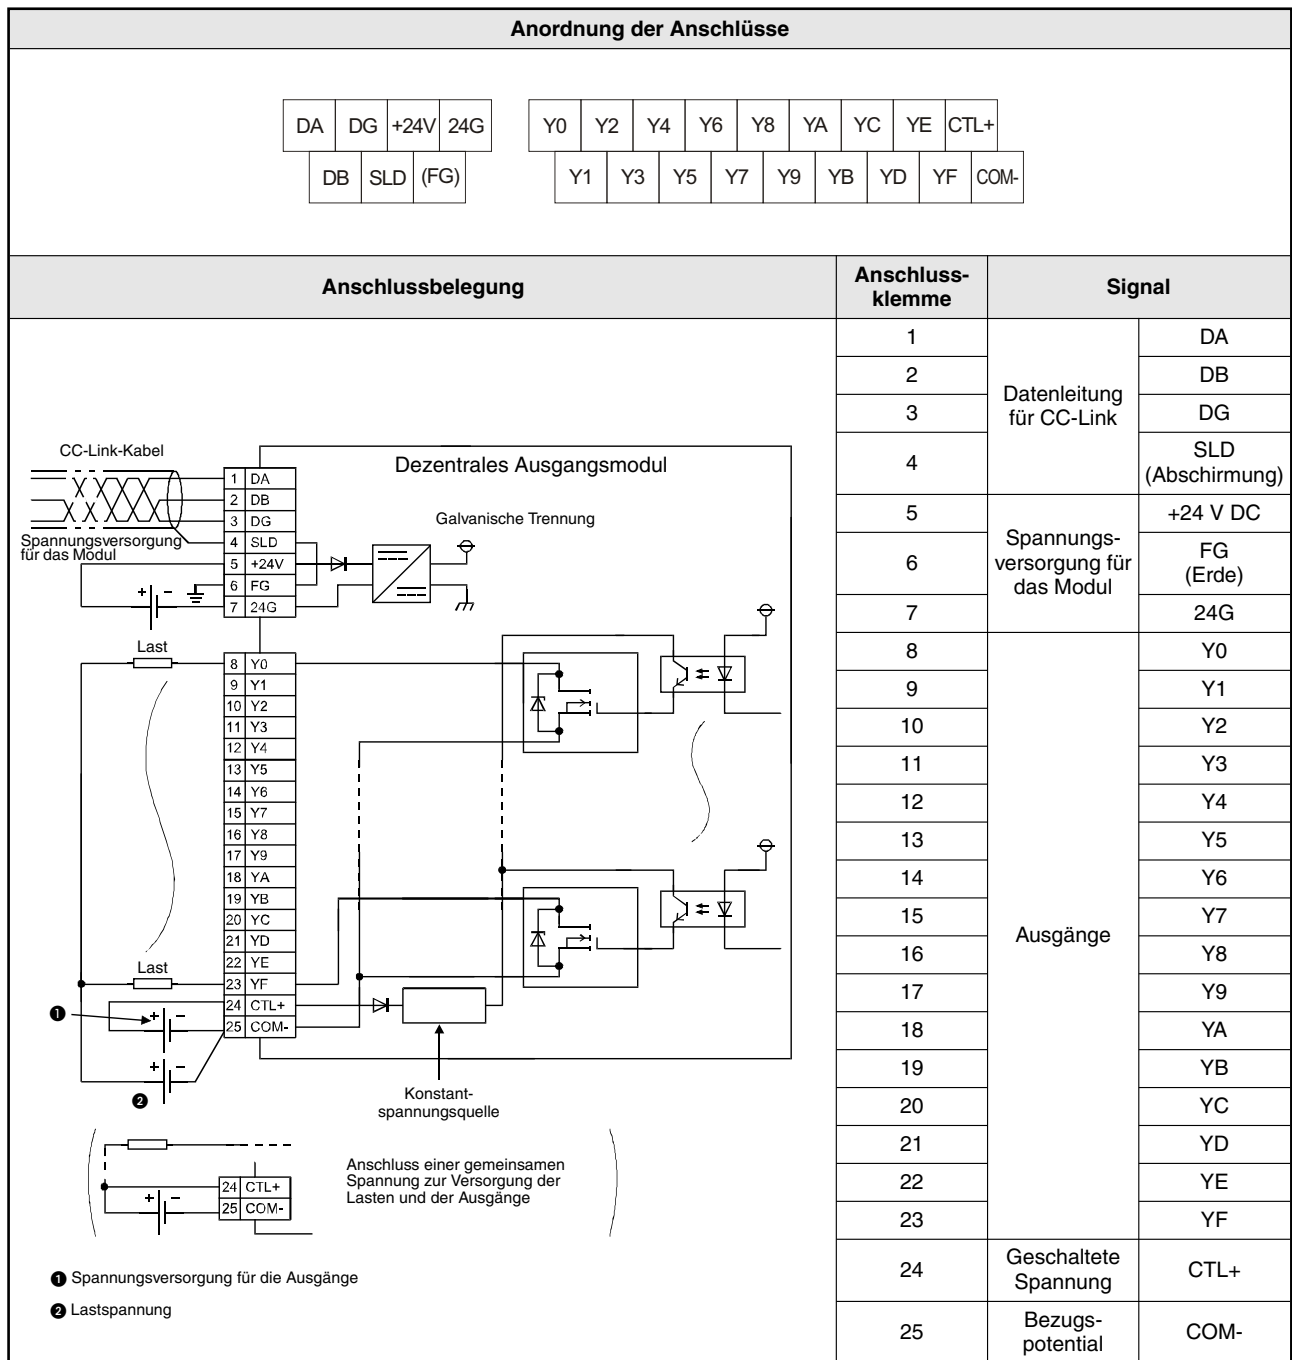 Anordnung der Anschlüsse
DA DG +24V 24G Y0 Y2 Y4 Y6 Y8 YA YC YE CTL+
DB SLD (FG) Y1 Y3 Y5 Y7 Y9 YB YD YF COM-
Anschlussbelegung
CC-Link-Kabel
Dezentrales Ausgangsmodul
Galvanische Trennung
Spannungsversorgung
für das Modul
1 DA
2 DB
3 DG
4 SLD
5 +24V
6 FG
7 24G
+ -
Last
8 Y0
9 Y1
10 Y2
11 Y3
12 Y4
13 Y5
14 Y6
15 Y7
16 Y8
17 Y9
18 YA
19 YB
20 YC
21 YD
22 YE
23 YF
24 CTL+
25 COM-
Last
❶ + -
+ -
❷
Konstant-
spannungsquelle
24 CTL+
25 COM-
+ -
Anschluss einer gemeinsamen
Spannung zur Versorgung der
Lasten und der Ausgänge
❶ Spannungsversorgung für die Ausgänge
❷ Lastspannung
Anschluss-
klemme
Signal
1 DA
2 DB
Datenleitung
für CC-Link
3 DG
4 SLD
(Abschirmung)
5 +24 V DC
Spannungs-
versorgung für
das Modul
6 FG
(Erde)
7 24G
8 Y0
9 Y1
10 Y2
11 Y3
12 Y4
13 Y5
14 Y6
15 Y7
Ausgänge
16 Y8
17 Y9
18 YA
19 YB
20 YC
21 YD
22 YE
23 YF
24 Geschaltete
Spannung CTL+
25 Bezugs-
potential COM-